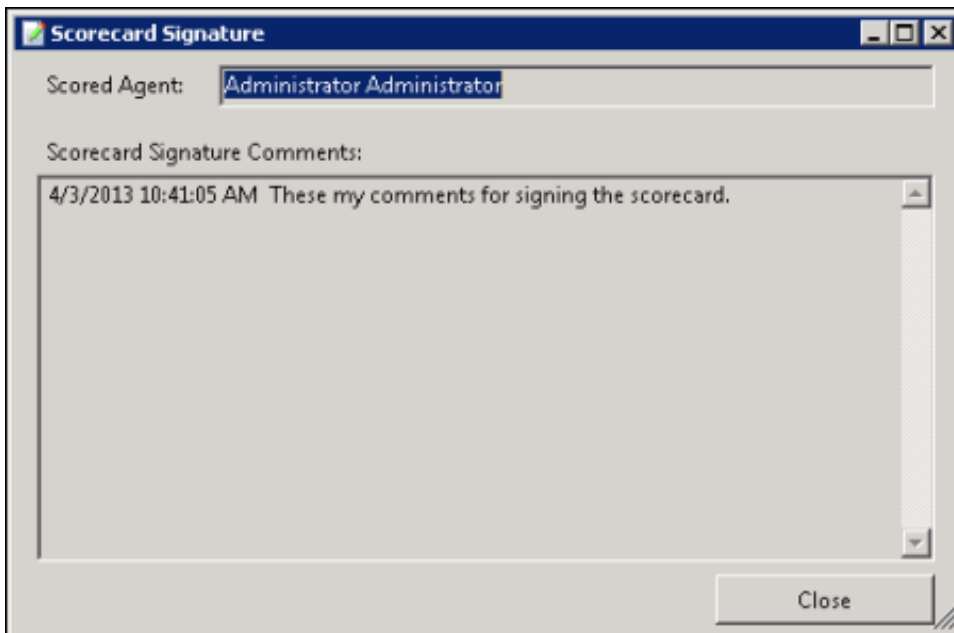 Scorecard Signature
Scored Agent: Administrator Administrator
Scorecard Signature Comments:
4/3/2013 10:41:05 AM These my comments for signing the scorecard.
Close